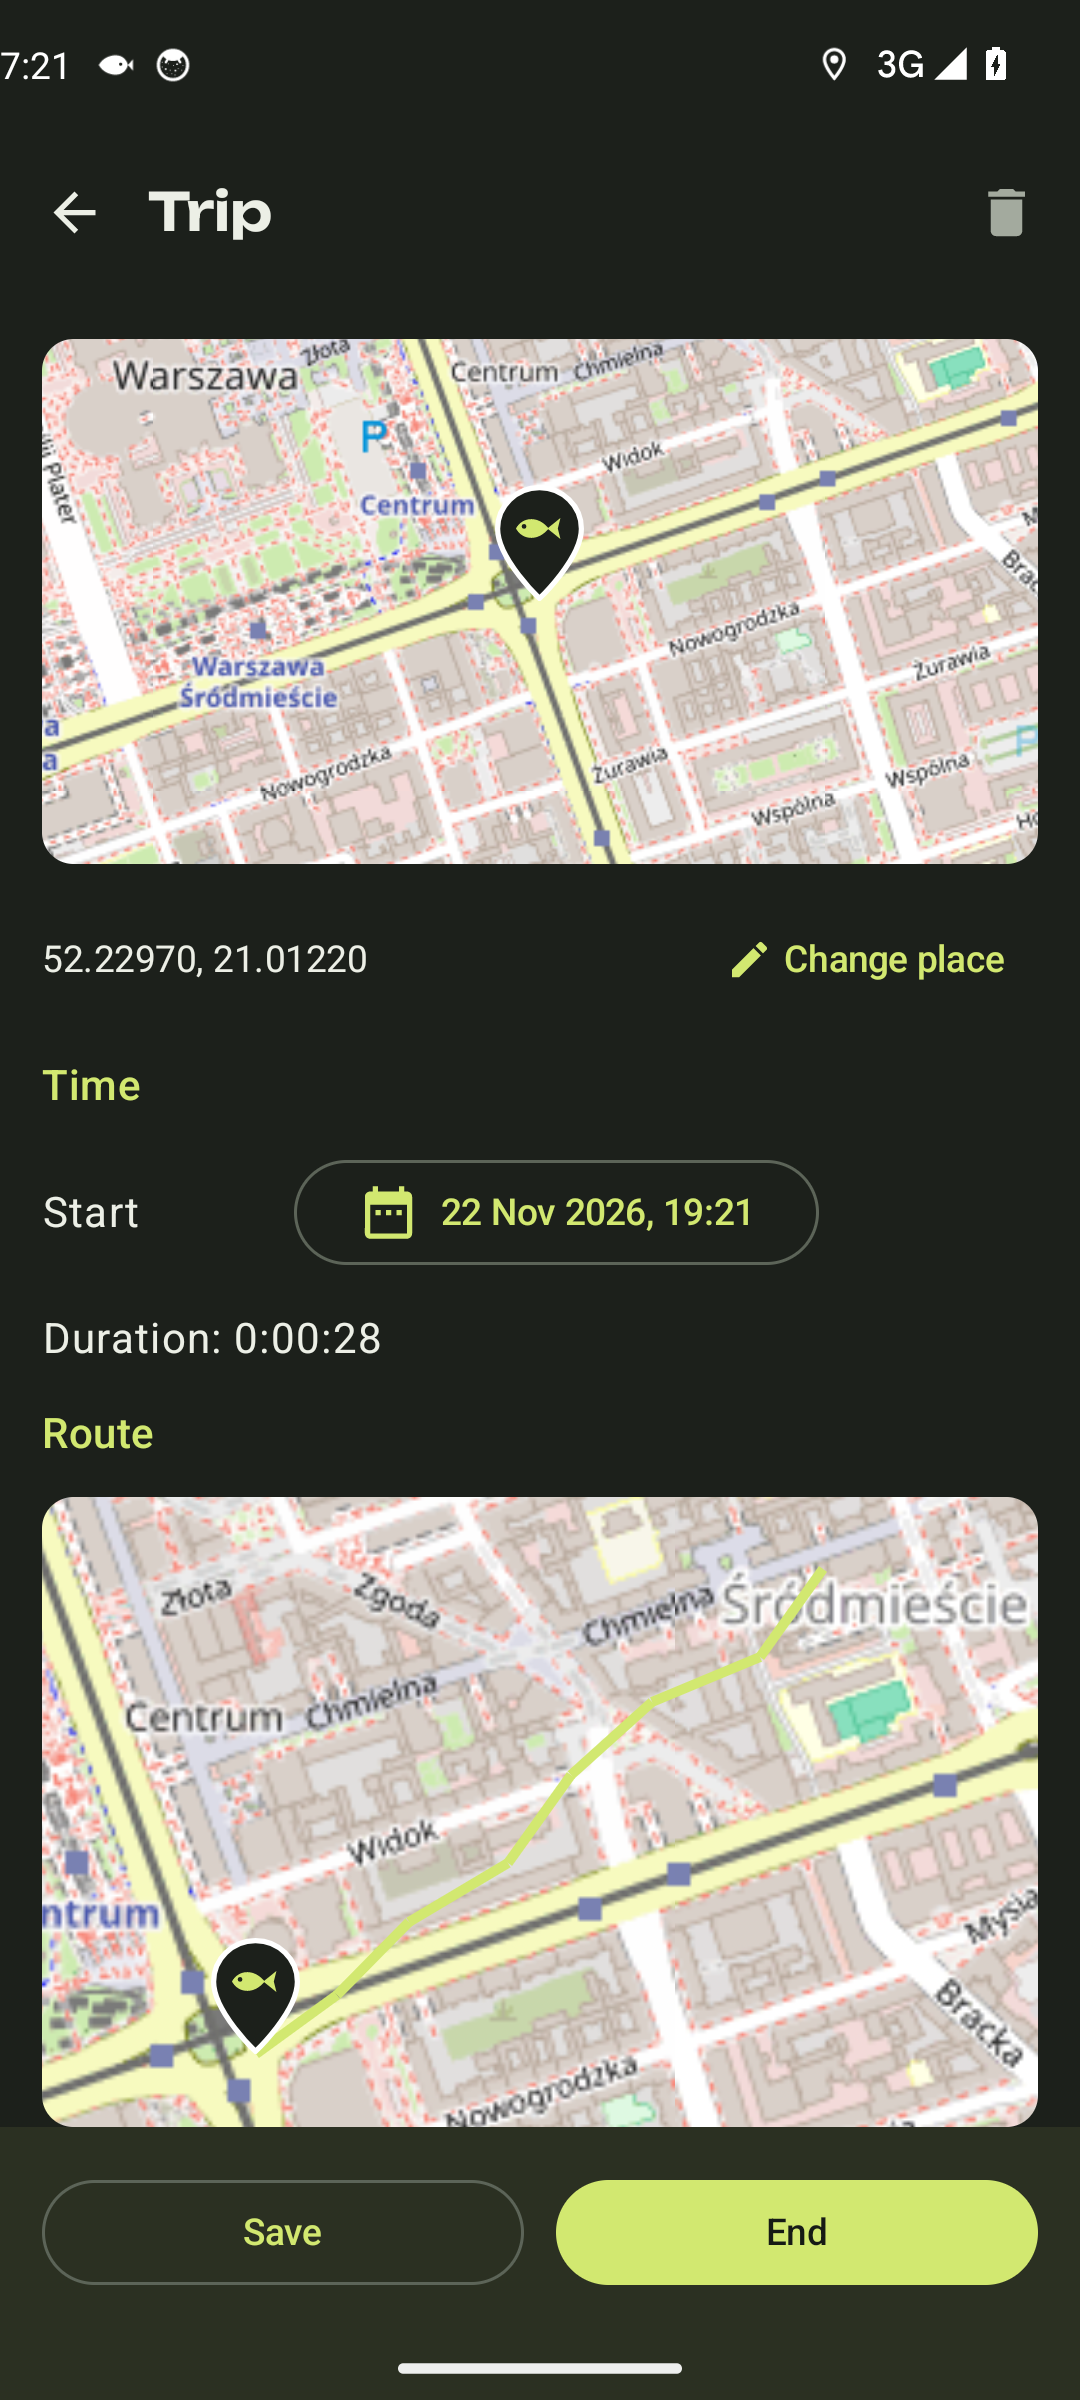 7:21
3G
Trip
Złota
Warszawa
Centrum
Chmielna
P
Widok
Centrum
Nowogrodzka
Żurawia
Warszawa
Śródmieście
a
a
Nowogrodzka
Żurawia
Wspólna
Wspólna
P
52.22970, 21.01220
Change place
Time
Start
22 Nov 2026, 19:21
Duration: 0:00:28
Route
Złota
Zgoda
Chmielna
Śródmieście
Centrum
Chmielna
Widok
ntrum
Mysia
Bracka
Nowogrodzka
Save
End